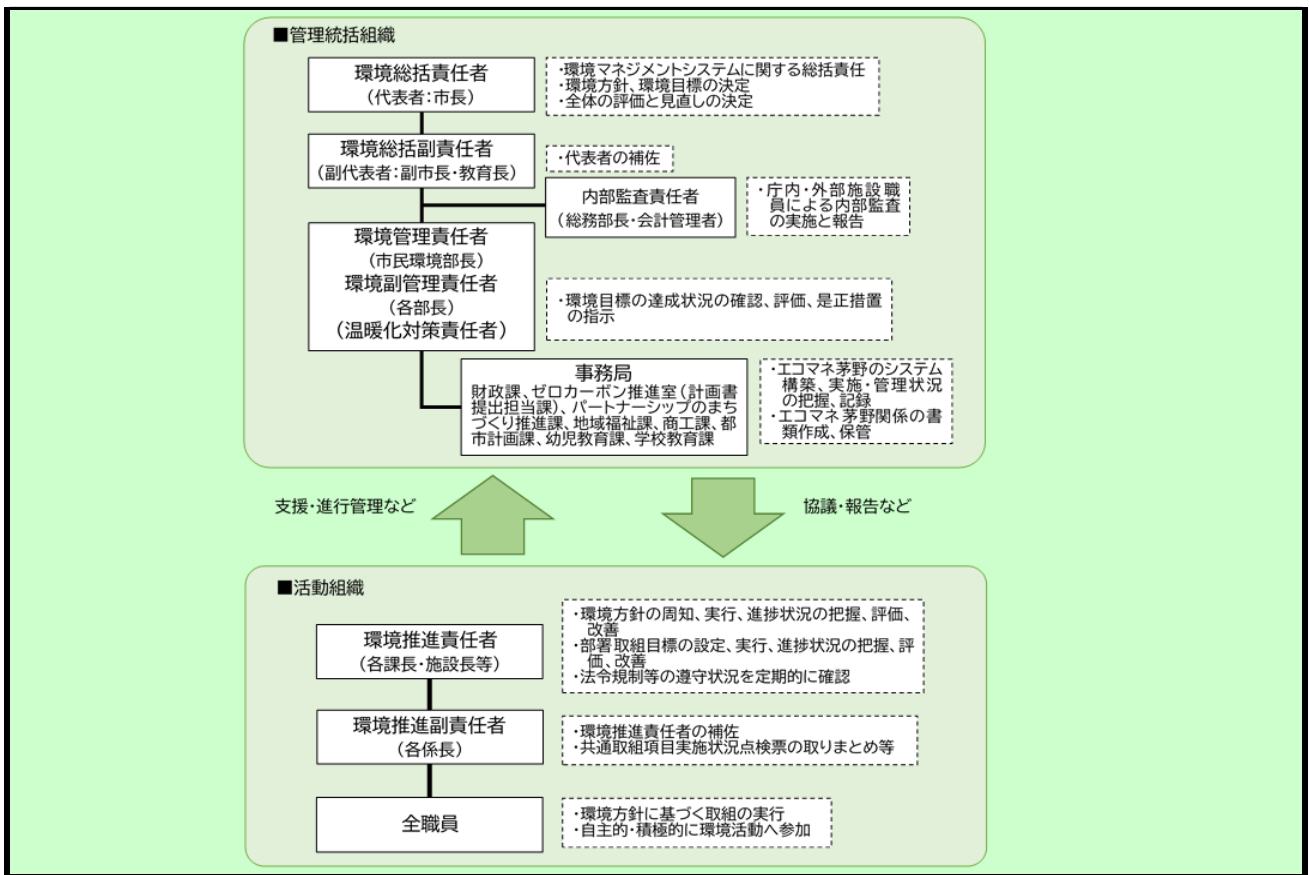 ■管理統括組織
環境総括責任者
(代表者:市長)
・環境マネジメントシステムに関する総括責任
・環境方針、環境目標の決定
・全体の評価と見直しの決定
環境総括副責任者
(副代表者:副市長・教育長)
・代表者の補佐
内部監査責任者
(総務部長・会計管理者)
・庁内・外部施設職
員による内部監査
の実施と報告
環境管理責任者
(市民環境部長)
環境副管理責任者
(各部長)
(温暖化対策責任者)
・環境目標の達成状況の確認、評価、是正措置
の指示
事務局
財政課、ゼロカーボン推進室(計画書
提出担当課)、パートナーシップのまち
づくり推進課、地域福祉課、商工課、都
市計画課、幼児教育課、学校教育課
・エコマネ茅野のシステム
構築、実施・管理状況
の把握、記録
・エコマネ茅野関係の書
類作成、保管
支援・進行管理など
協議・報告など
■活動組織
環境推進責任者
(各課長・施設長等)
・環境方針の周知、実行、進捗状況の把握、評価、
改善
・部署取組目標の設定、実行、進捗状況の把握、評
価、改善
・法令規制等の遵守状況を定期的に確認
環境推進副責任者
(各係長)
・環境推進責任者の補佐
・共通取組項目実施状況点検票の取りまとめ等
全職員
・環境方針に基づく取組の実行
・自主的・積極的に環境活動へ参加